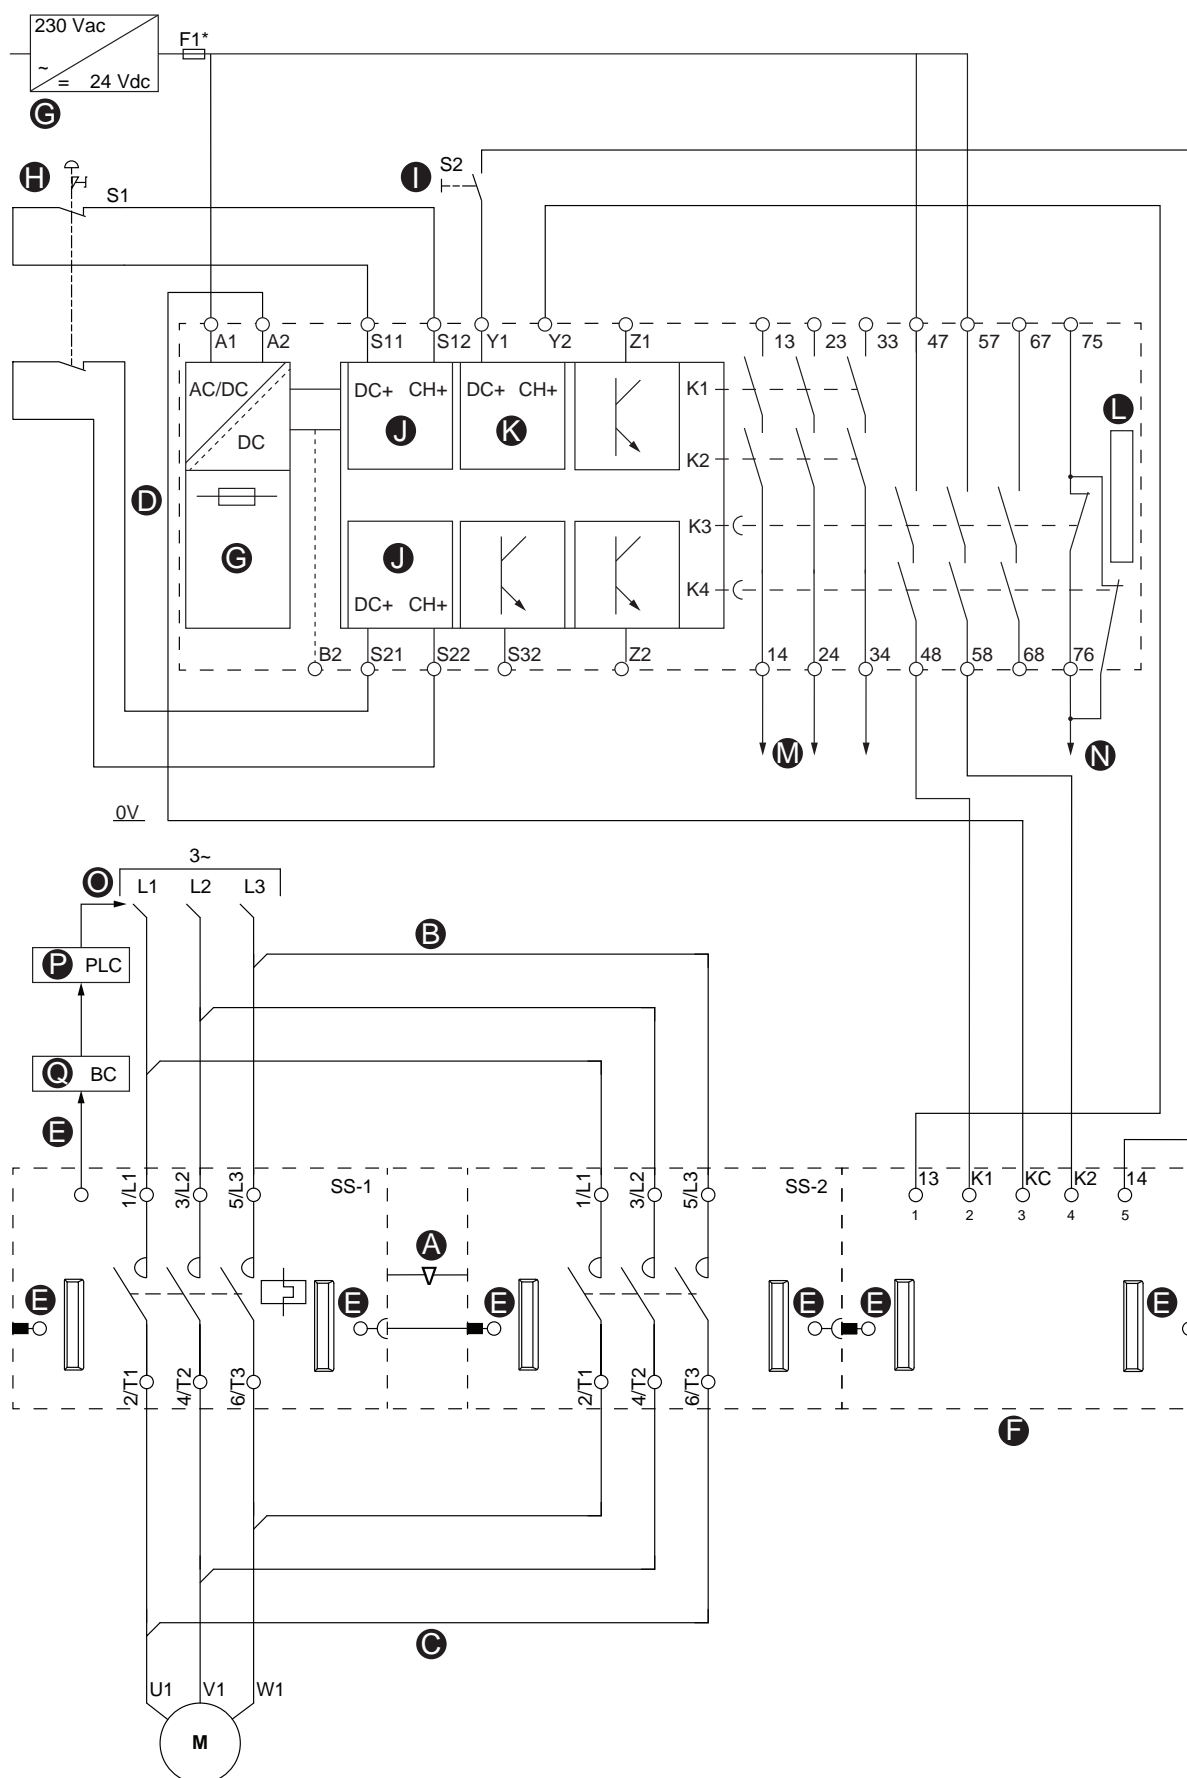 230 Vac
~
= 24 Vdc
F1*
G
H
S1
I
S2
A1 A2 S11 S12 Y1 Y2 Z1 13 23 33 47 57 67 75
AC/DC
DC
DC+ CH+
J
DC+ CH+
K
K1
K2
L
D
G
J
DC+ CH+
K3
K4
B2 S21 S22 S32 Z2 14 24 34 48 58 68 76
M
N
0V
3~
O
L1 L2 L3
B
P PLC
Q BC
E
1/L1 3/L2 5/L3
SS-1
1/L1 3/L2 5/L3
SS-2
13 K1 KC K2 14
1 2 3 4 5
A
E E E E E E
2/T1 4/T2 6/T3
2/T1 4/T2 6/T3
F
C
U1 V1 W1
M